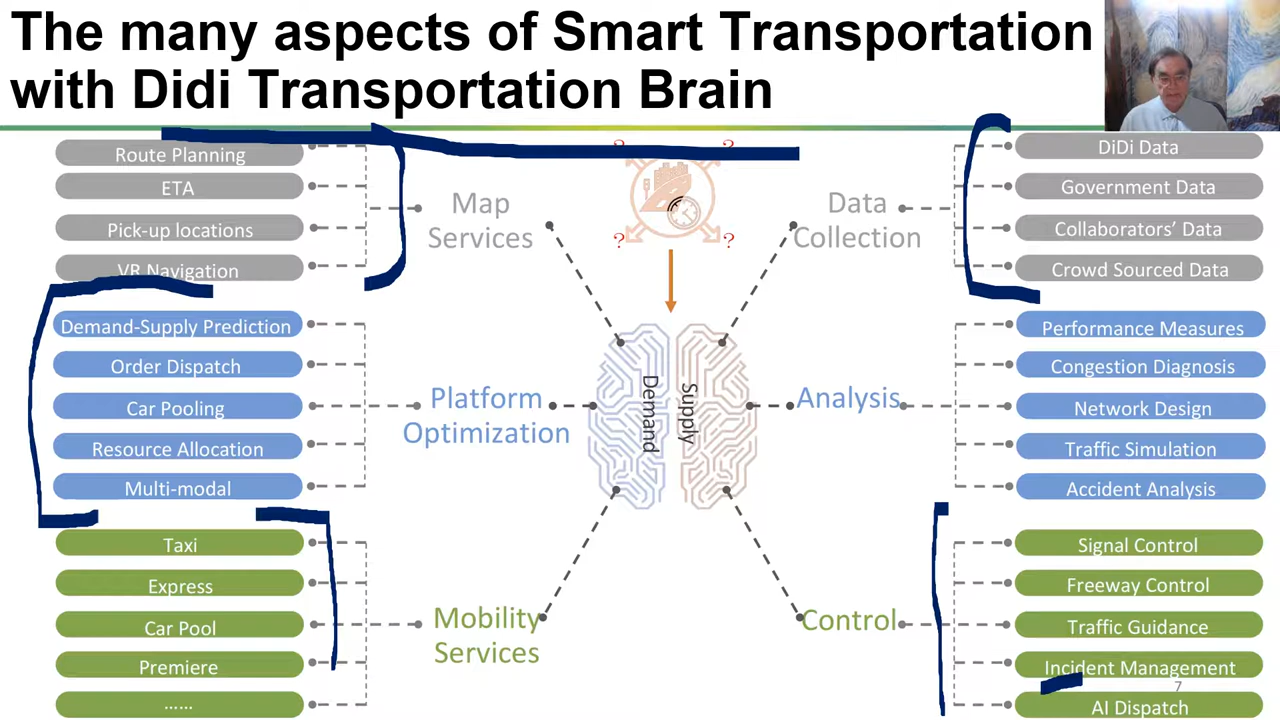 The many aspects of Smart Transportation
with Didi Transportation Brain
Route Planning
ETA
Pick-up locations
VR Navigation
Map
Services
? ?
? ?
Data
Collection
DiDi Data
Government Data
Collaborators' Data
Crowd Sourced Data
Demand-Supply Prediction
Order Dispatch
Car Pooling
Resource Allocation
Multi-modal
Platform
Optimization
Demand
Supply
Analysis
Performance Measures
Congestion Diagnosis
Network Design
Traffic Simulation
Accident Analysis
Taxi
Express
Car Pool
Premiere
......
Mobility
Services
Control
Signal Control
Freeway Control
Traffic Guidance
Incident Management
7
AI Dispatch